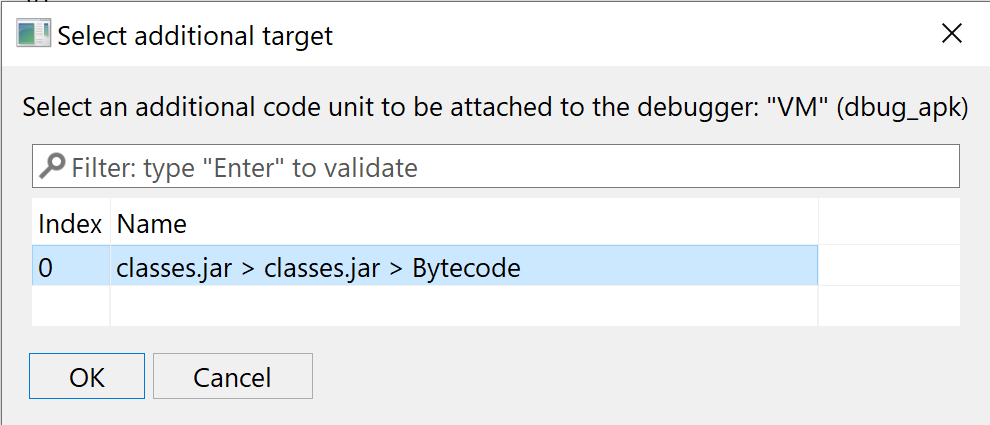 Select additional target
Select an additional code unit to be attached to the debugger: "VM" (dbug_apk)
Filter: type "Enter" to validate
Index Name
0 classes.jar > classes.jar > Bytecode
OK Cancel